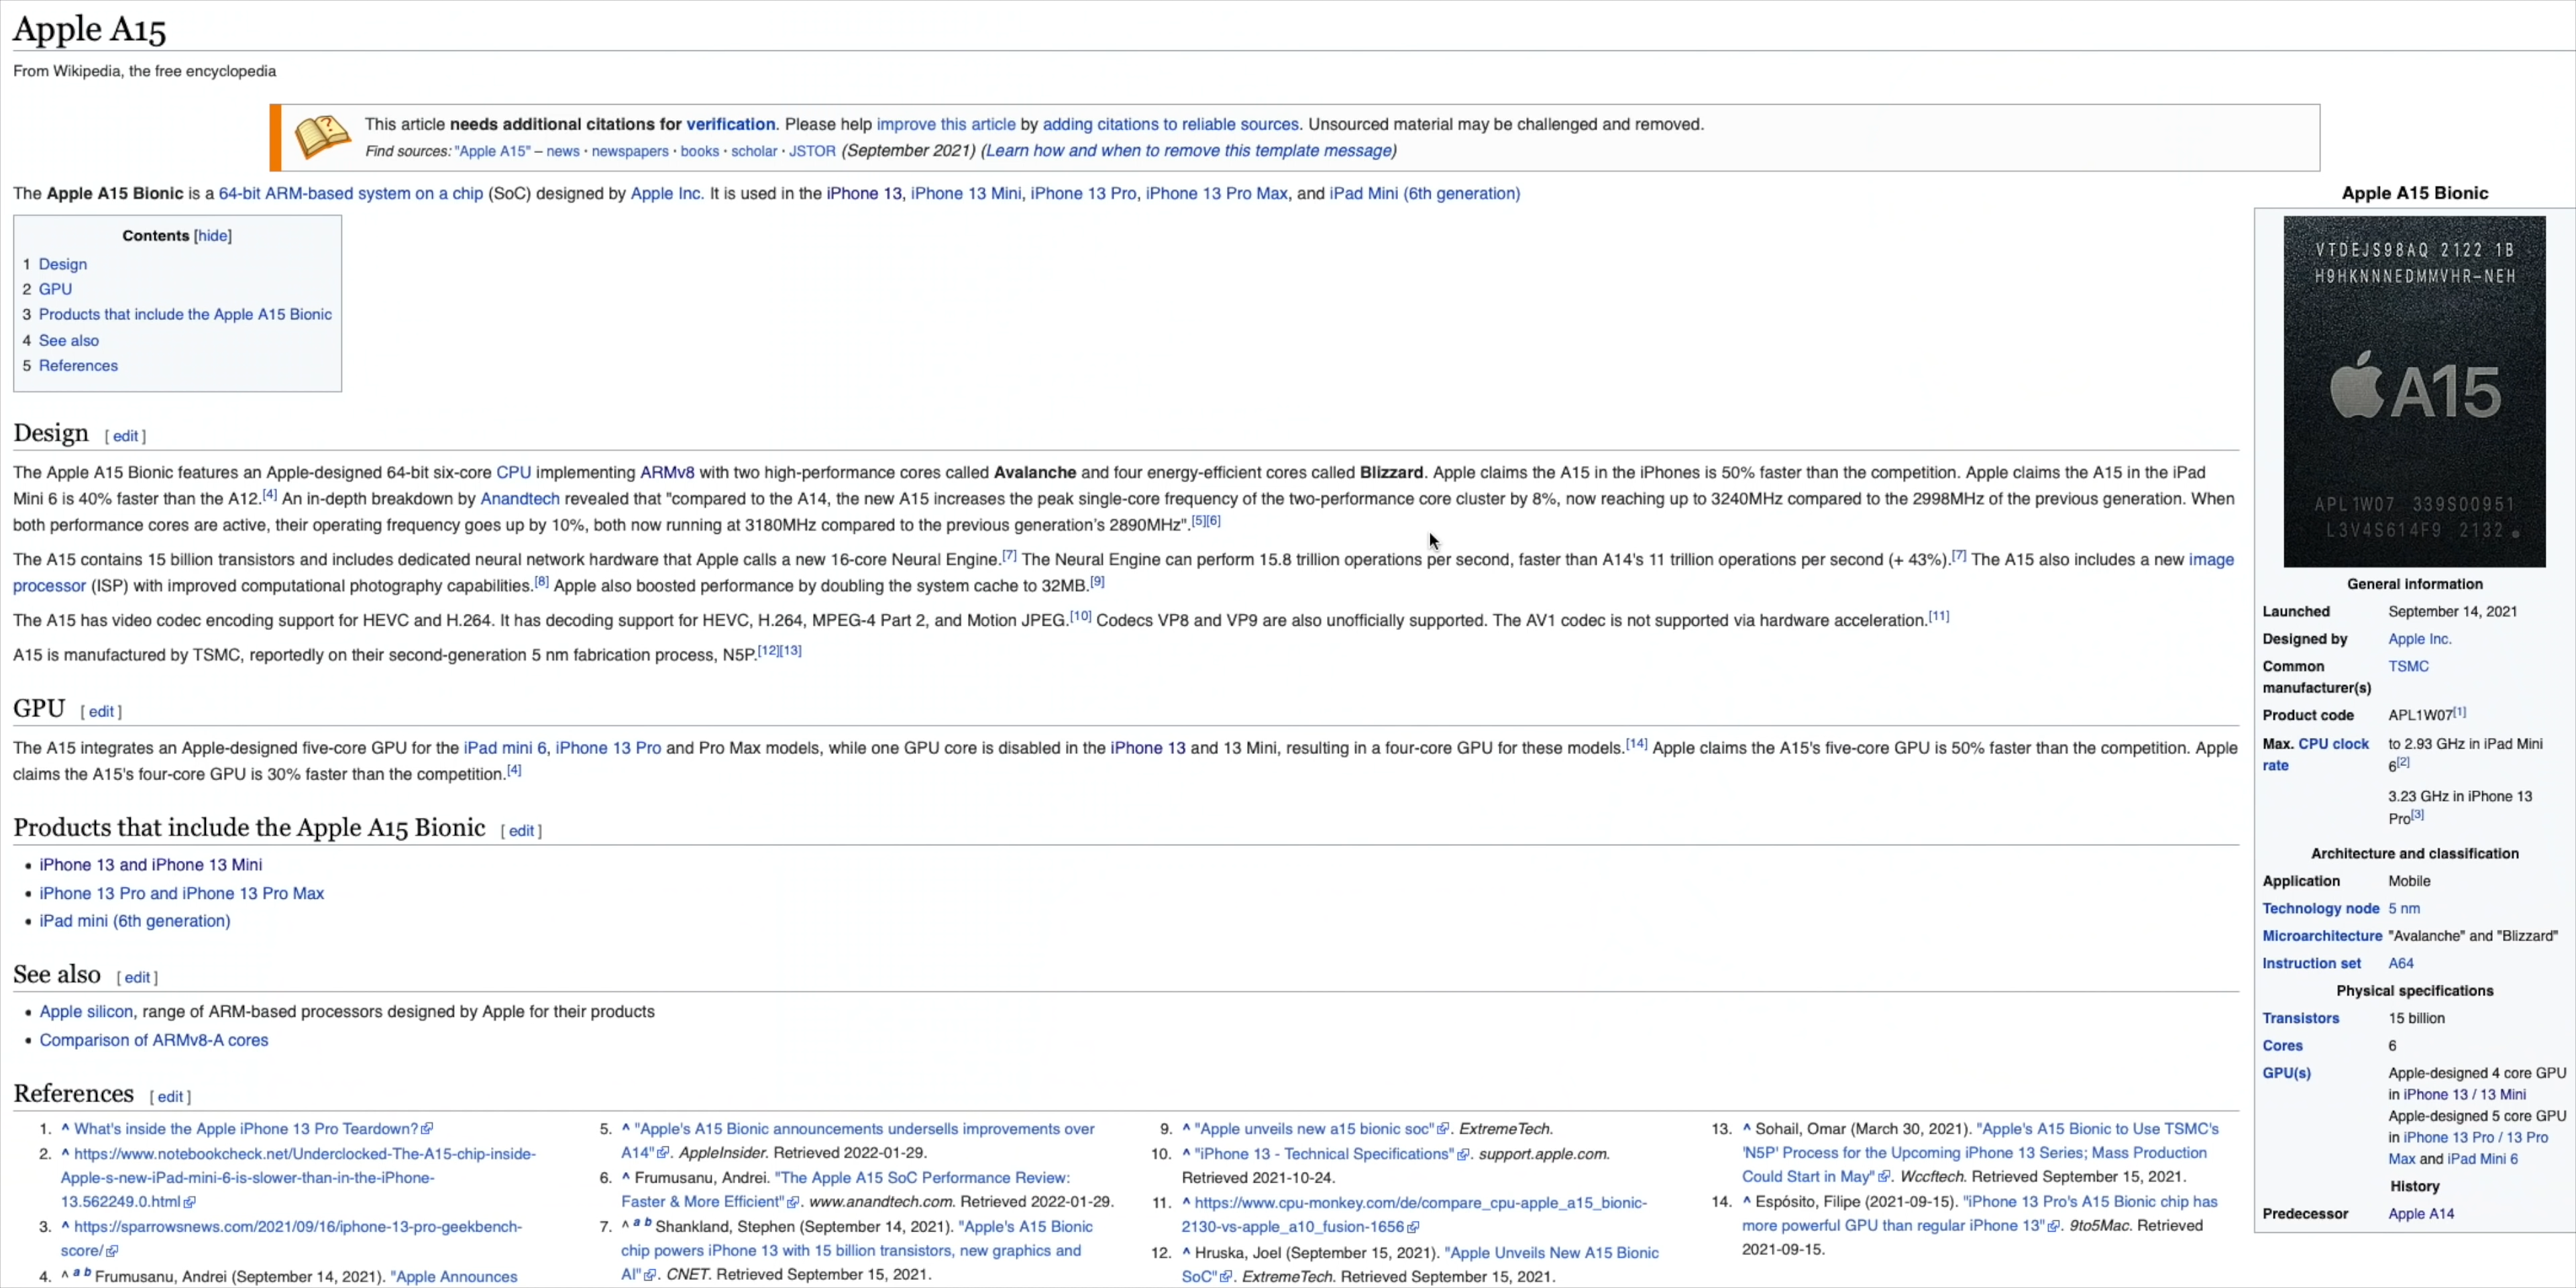 Apple A15
From Wikipedia, the free encyclopedia
This article needs additional citations for verification. Please help improve this article by adding citations to reliable sources. Unsourced material may be challenged and removed.
Find sources: "Apple A15" – news · newspapers · books · scholar · JSTOR (September 2021) (Learn how and when to remove this template message)
The Apple A15 Bionic is a 64-bit ARM-based system on a chip (SoC) designed by Apple Inc. It is used in the iPhone 13, iPhone 13 Mini, iPhone 13 Pro, iPhone 13 Pro Max, and iPad Mini (6th generation)
Contents [hide]
1 Design
2 GPU
3 Products that include the Apple A15 Bionic
4 See also
5 References
Design [ edit ]
The Apple A15 Bionic features an Apple-designed 64-bit six-core CPU implementing ARMv8 with two high-performance cores called Avalanche and four energy-efficient cores called Blizzard. Apple claims the A15 in the iPhones is 50% faster than the competition. Apple claims the A15 in the iPad
Mini 6 is 40% faster than the A12.[4] An in-depth breakdown by Anandtech revealed that "compared to the A14, the new A15 increases the peak single-core frequency of the two-performance core cluster by 8%, now reaching up to 3240MHz compared to the 2998MHz of the previous generation. When
both performance cores are active, their operating frequency goes up by 10%, both now running at 3180MHz compared to the previous generation's 2890MHz".[5][6]
The A15 contains 15 billion transistors and includes dedicated neural network hardware that Apple calls a new 16-core Neural Engine.[7] The Neural Engine can perform 15.8 trillion operations per second, faster than A14's 11 trillion operations per second (+ 43%).[7] The A15 also includes a new image
processor (ISP) with improved computational photography capabilities.[8] Apple also boosted performance by doubling the system cache to 32MB.[9]
The A15 has video codec encoding support for HEVC and H.264. It has decoding support for HEVC, H.264, MPEG-4 Part 2, and Motion JPEG.[10] Codecs VP8 and VP9 are also unofficially supported. The AV1 codec is not supported via hardware acceleration.[11]
A15 is manufactured by TSMC, reportedly on their second-generation 5 nm fabrication process, N5P.[12][13]
GPU [ edit ]
The A15 integrates an Apple-designed five-core GPU for the iPad mini 6, iPhone 13 Pro and Pro Max models, while one GPU core is disabled in the iPhone 13 and 13 Mini, resulting in a four-core GPU for these models.[14] Apple claims the A15's five-core GPU is 50% faster than the competition. Apple
claims the A15's four-core GPU is 30% faster than the competition.[4]
Products that include the Apple A15 Bionic [ edit ]
• iPhone 13 and iPhone 13 Mini
• iPhone 13 Pro and iPhone 13 Pro Max
• iPad mini (6th generation)
See also [ edit ]
• Apple silicon, range of ARM-based processors designed by Apple for their products
• Comparison of ARMv8-A cores
References [ edit ]
1. ^ What's inside the Apple iPhone 13 Pro Teardown?
2. ^ https://www.notebookcheck.net/Underclocked-The-A15-chip-inside-
Apple-s-new-iPad-mini-6-is-slower-than-in-the-iPhone-
13.562249.0.html
3. ^ https://sparrowsnews.com/2021/09/16/iphone-13-pro-geekbench-
score/
4. ^ a b Frumusanu, Andrei (September 14, 2021). "Apple Announces
5. ^ "Apple's A15 Bionic announcements undersells improvements over
A14". AppleInsider. Retrieved 2022-01-29.
6. ^ Frumusanu, Andrei. "The Apple A15 SoC Performance Review:
Faster & More Efficient". www.anandtech.com. Retrieved 2022-01-29.
7. ^ a b Shankland, Stephen (September 14, 2021). "Apple's A15 Bionic
chip powers iPhone 13 with 15 billion transistors, new graphics and
AI". CNET. Retrieved September 15, 2021.
9. ^ "Apple unveils new a15 bionic soc". ExtremeTech.
10. ^ "iPhone 13 - Technical Specifications". support.apple.com.
Retrieved 2021-10-24.
11. ^ https://www.cpu-monkey.com/de/compare_cpu-apple_a15_bionic-
2130-vs-apple_a10_fusion-1656
12. ^ Hruska, Joel (September 15, 2021). "Apple Unveils New A15 Bionic
SoC". ExtremeTech. Retrieved September 15, 2021.
13. ^ Sohail, Omar (March 30, 2021). "Apple's A15 Bionic to Use TSMC's
'N5P' Process for the Upcoming iPhone 13 Series; Mass Production
Could Start in May". Wccftech. Retrieved September 15, 2021.
14. ^ Espósito, Filipe (2021-09-15). "iPhone 13 Pro's A15 Bionic chip has
more powerful GPU than regular iPhone 13". 9to5Mac. Retrieved
2021-09-15.
Apple A15 Bionic
VTDEJS98AQ 2122 1B
H9HKNNNEDMMVHR-NEH
A15
APL1W07 339S00951
L3V4S614F9 2132
General information
Launched September 14, 2021
Designed by Apple Inc.
Common TSMC
manufacturer(s)
Product code APL1W07[1]
Max. CPU clock to 2.93 GHz in iPad Mini
rate 6[2]
3.23 GHz in iPhone 13
Pro[3]
Architecture and classification
Application Mobile
Technology node 5 nm
Microarchitecture "Avalanche" and "Blizzard"
Instruction set A64
Physical specifications
Transistors 15 billion
Cores 6
GPU(s) Apple-designed 4 core GPU
in iPhone 13 / 13 Mini
Apple-designed 5 core GPU
in iPhone 13 Pro / 13 Pro
Max and iPad Mini 6
History
Predecessor Apple A14